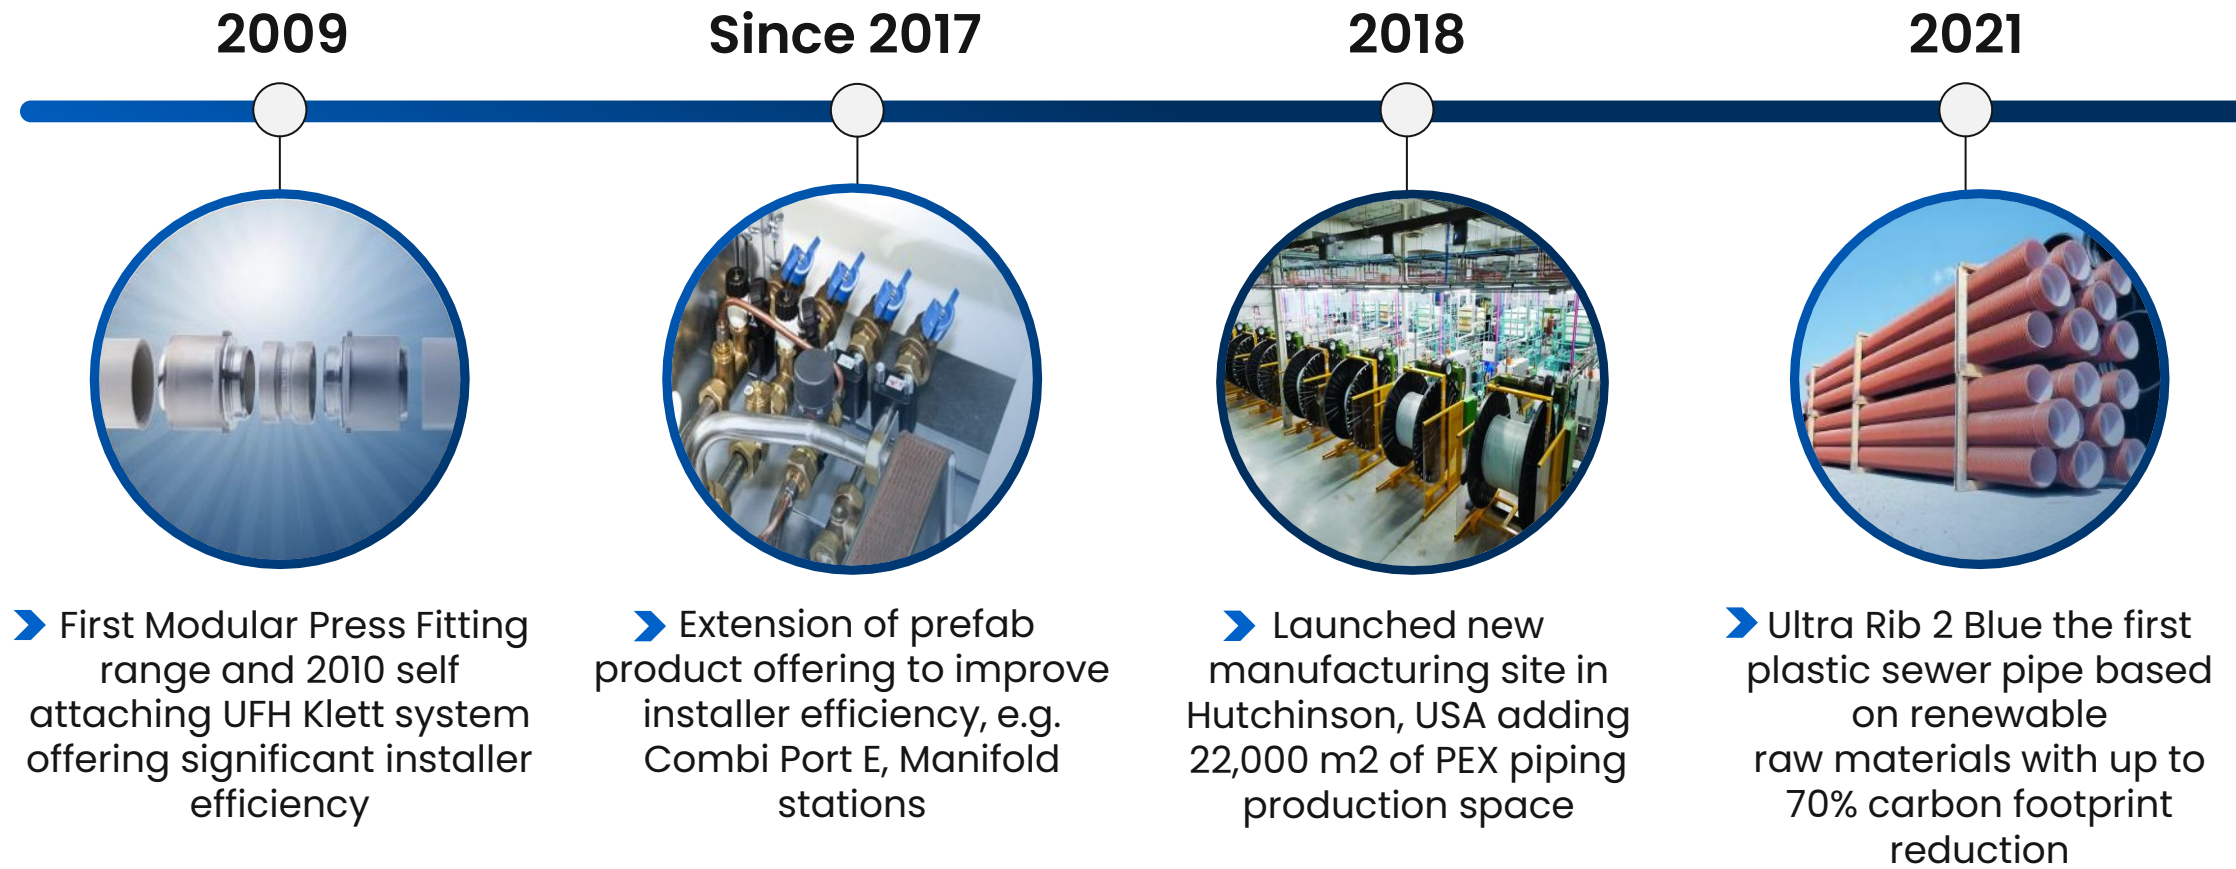 2009
First Modular Press Fitting
range and 2010 self
attaching UFH Klett system
offering significant installer
efficiency
Since 2017
Extension of prefab
product offering to improve
installer efficiency, e.g.
Combi Port E, Manifold
stations
2018
Launched new
manufacturing site in
Hutchinson, USA adding
22,000 m2 of PEX piping
production space
2021
Ultra Rib 2 Blue the first
plastic sewer pipe based
on renewable
raw materials with up to
70% carbon footprint
reduction